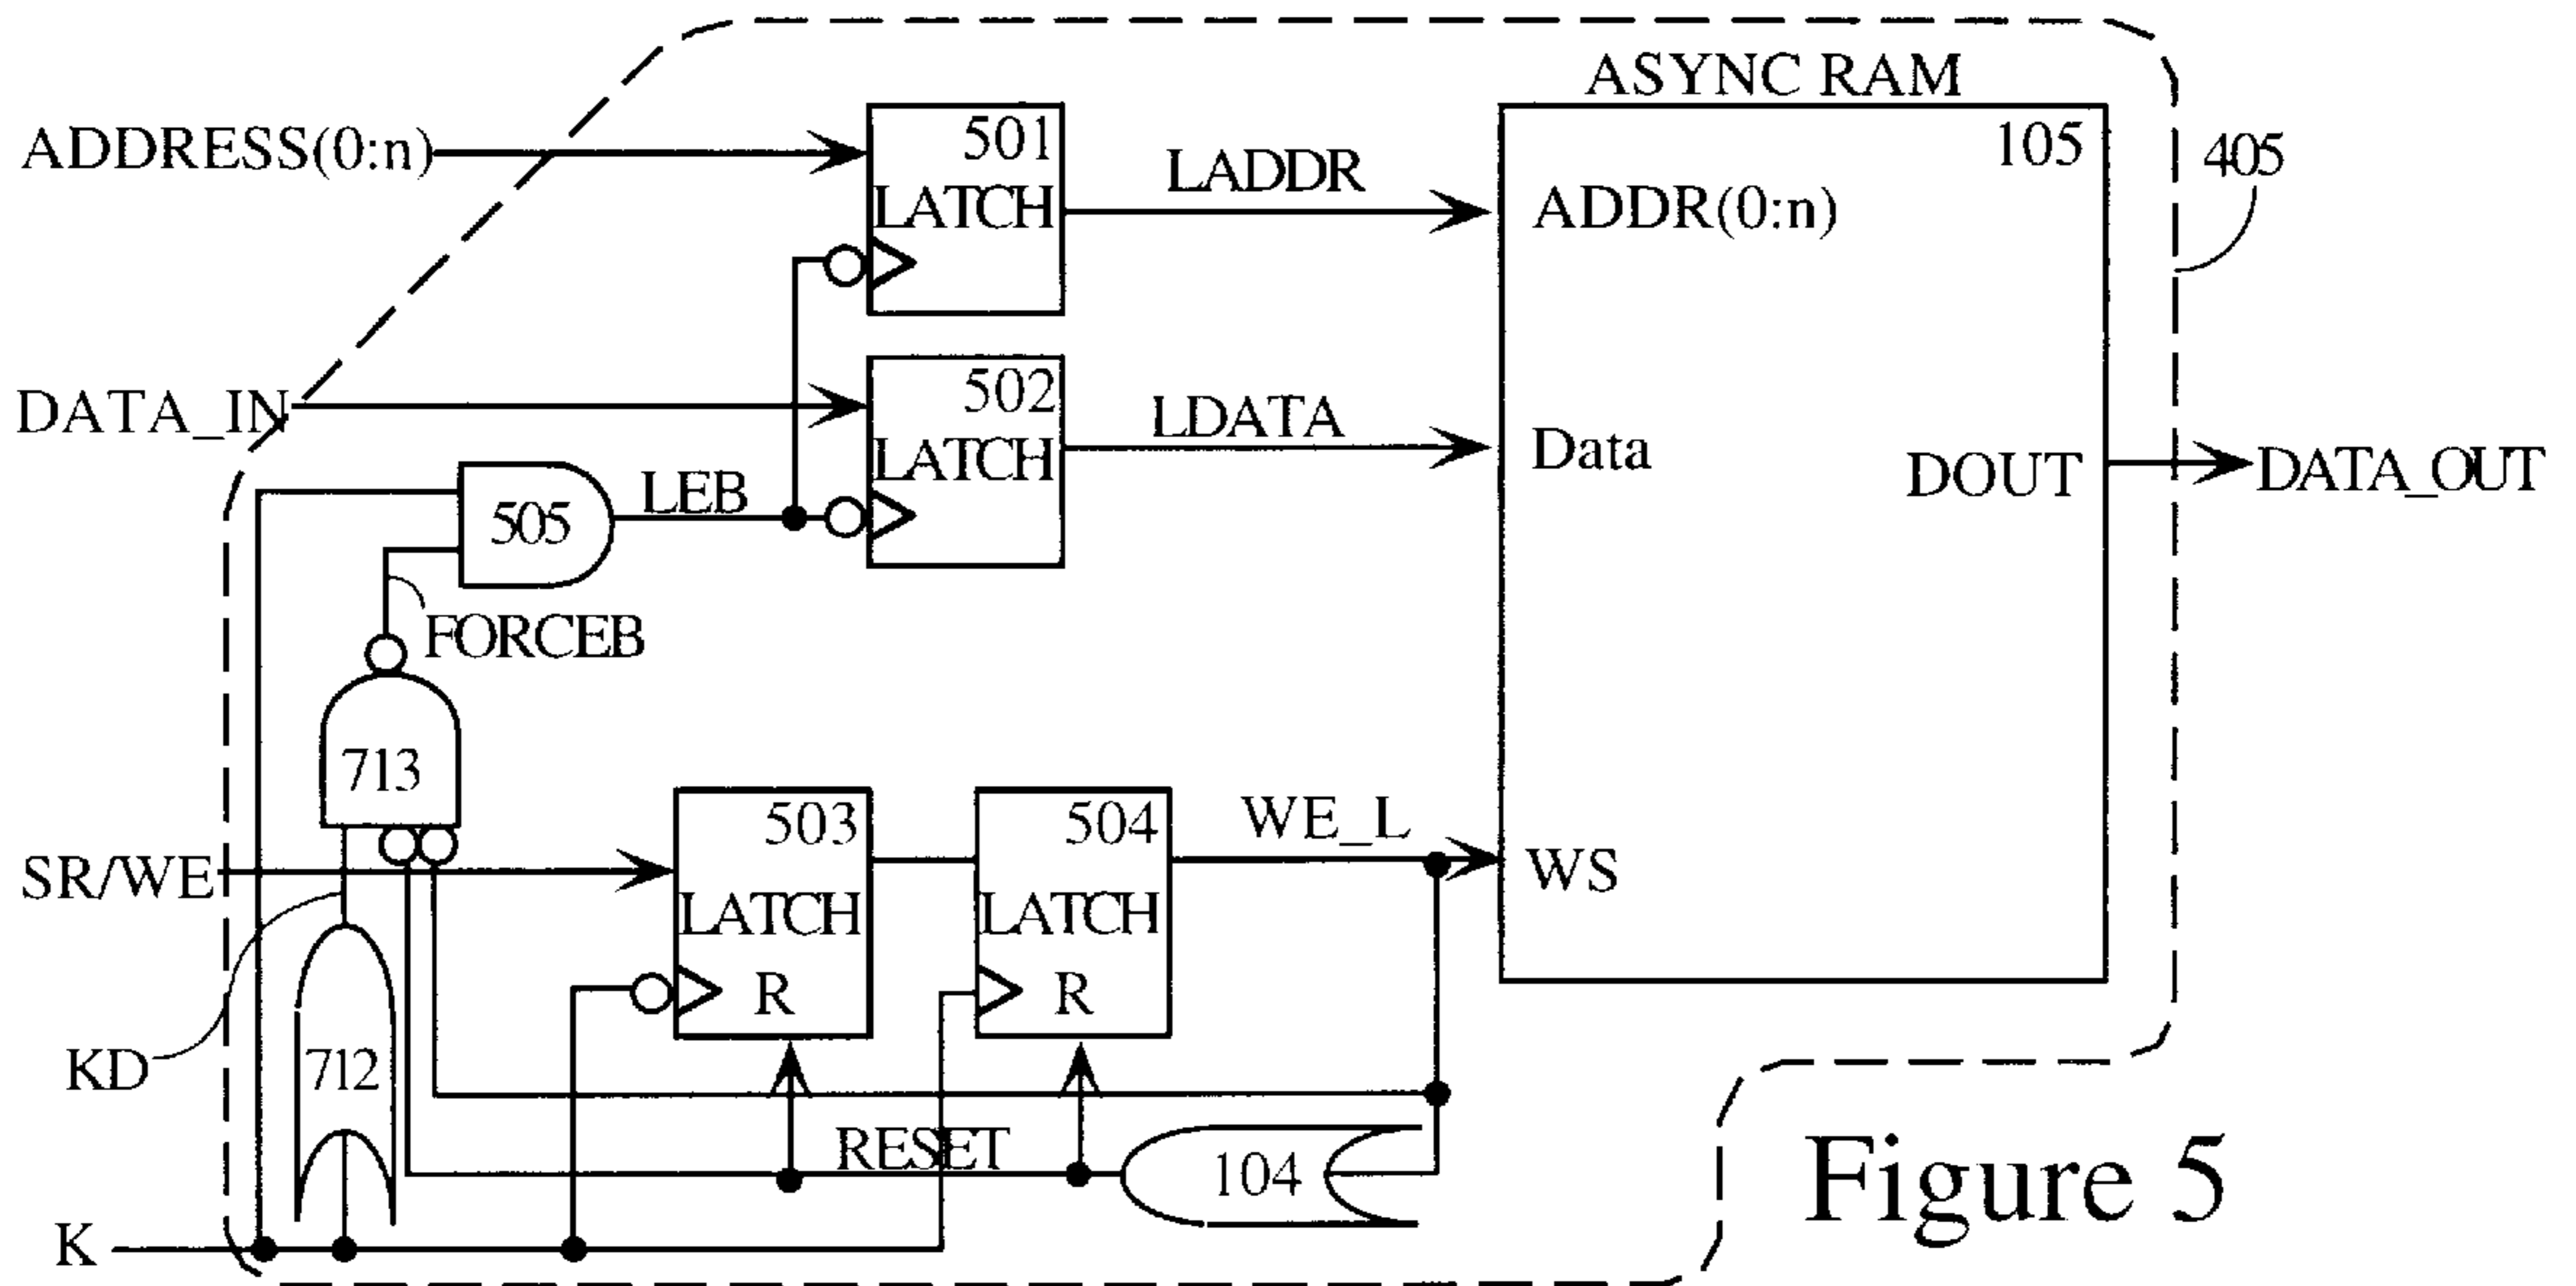 ASYNC RAM
ADDRESS(0:n)
501
LATCH
LADDR
105
ADDR(0:n)
405
DATA_IN
502
LATCH
LDATA
Data
DOUT
DATA_OUT
505
LEB
FORCEB
713
SR/WE
503
LATCH
R
504
LATCH
R
WE_L
WS
KD
712
RESET
104
K
Figure 5